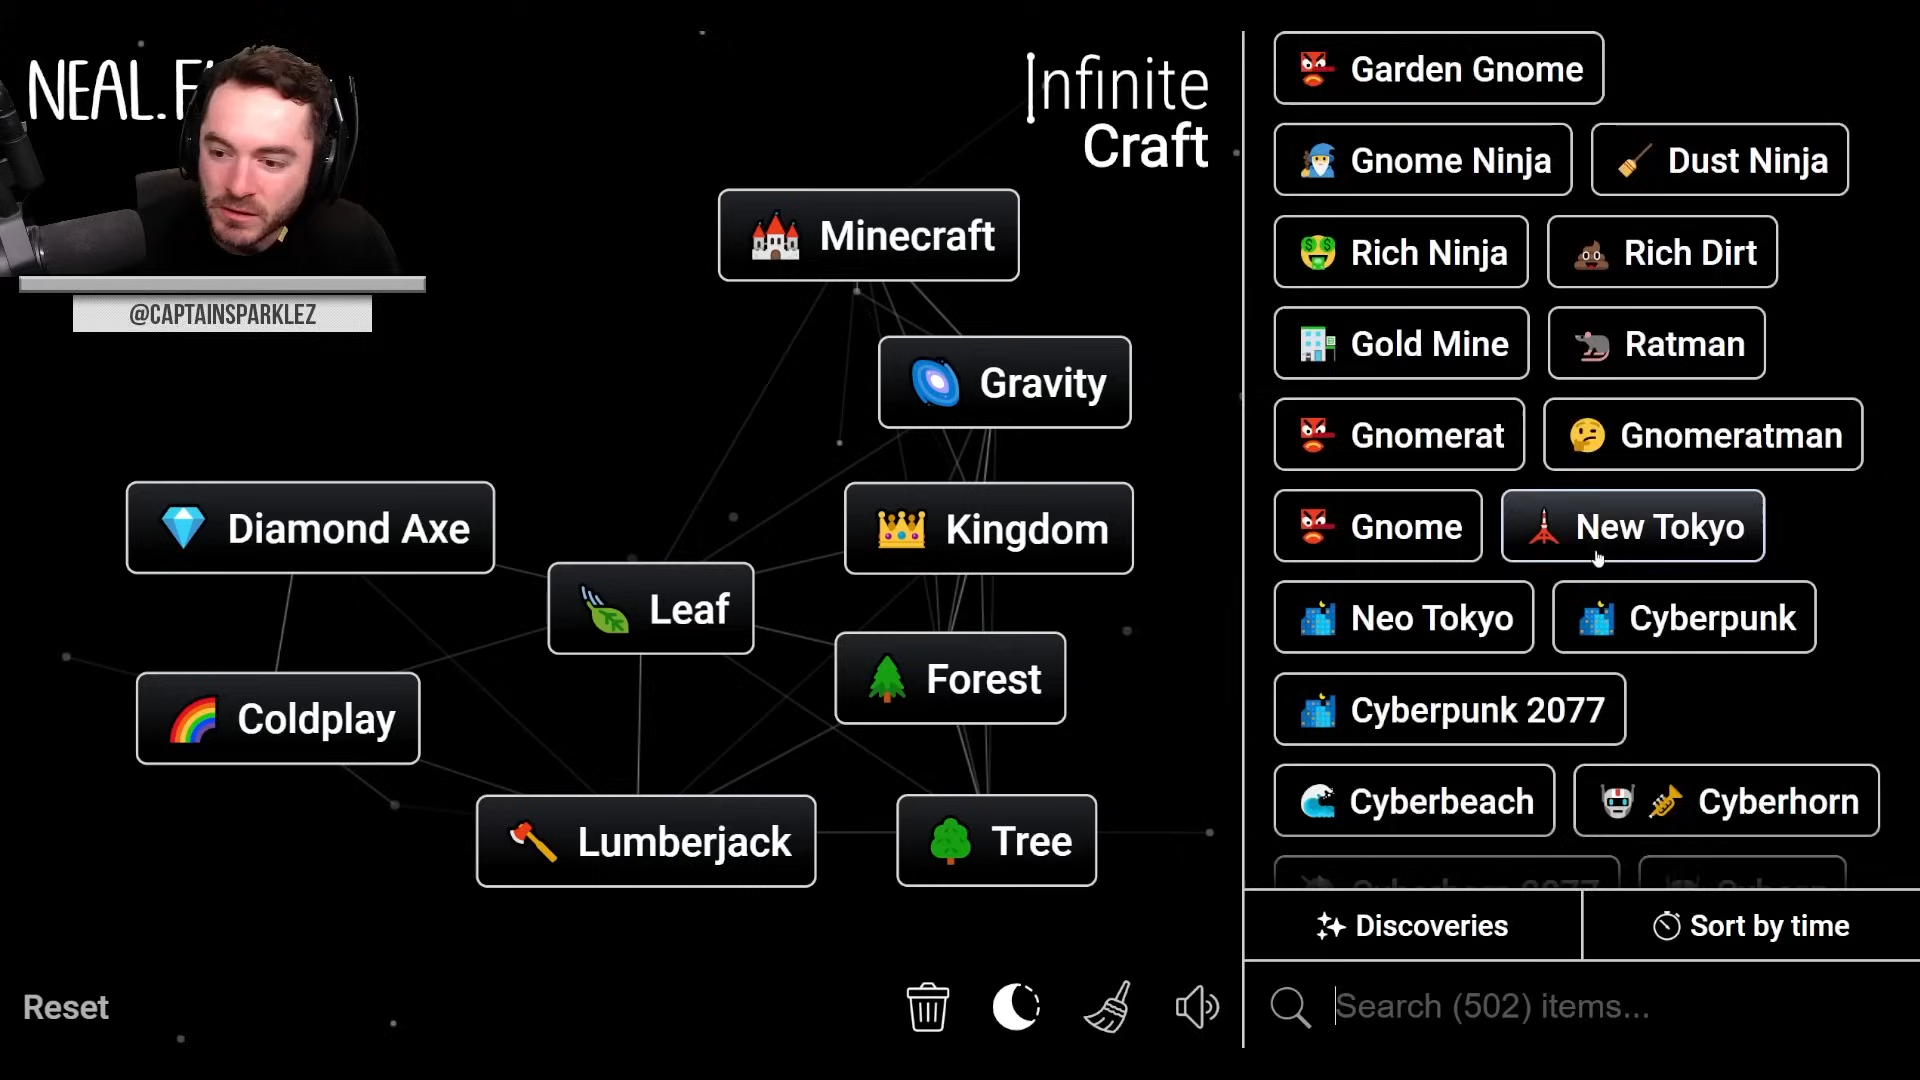 NEAL.F
@CAPTAINSPARKLEZ
Infinite
Craft
Minecraft
Gravity
Diamond Axe
Kingdom
Leaf
Forest
Coldplay
Lumberjack
Tree
Reset
Garden Gnome
Gnome Ninja
Dust Ninja
Rich Ninja
Rich Dirt
Gold Mine
Ratman
Gnomerat
Gnomeratman
Gnome
New Tokyo
Neo Tokyo
Cyberpunk
Cyberpunk 2077
Cyberbeach
Cyberhorn
Discoveries
Sort by time
Search (502) items...